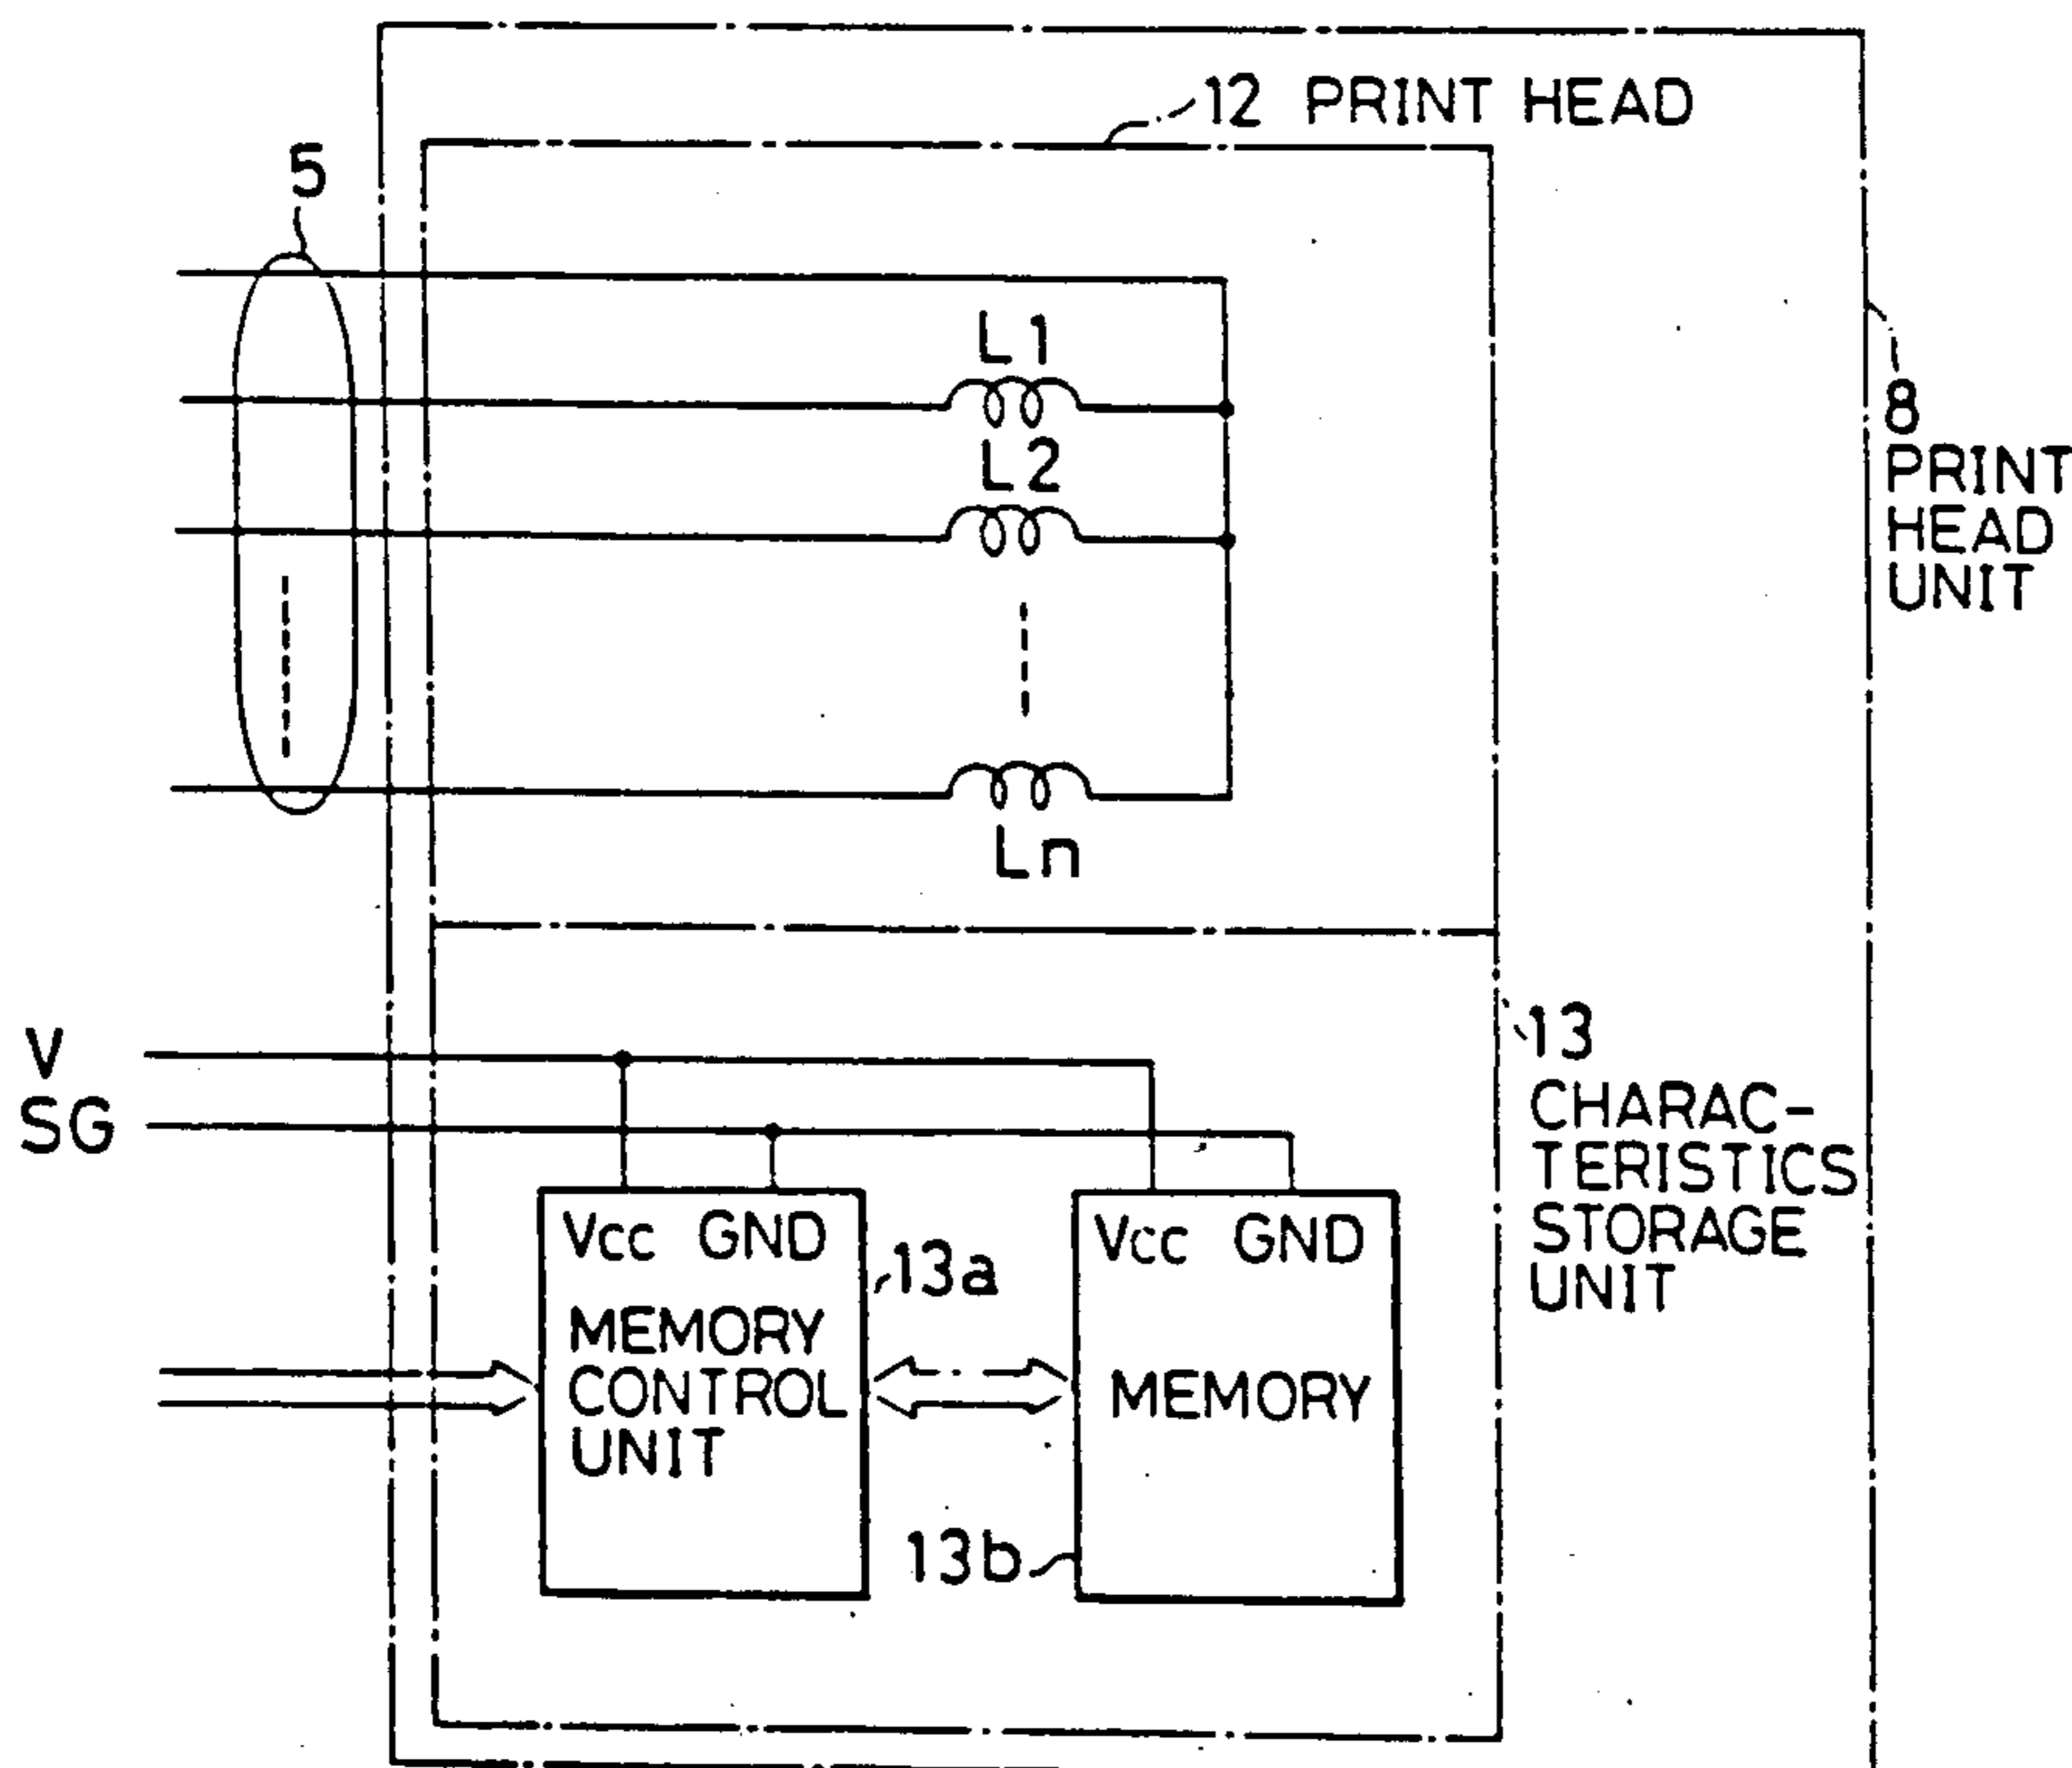 12 PRINT HEAD
5
L1
L2
Ln
8
PRINT
HEAD
UNIT
V
SG
13
CHARAC-
TERISTICS
STORAGE
UNIT
Vcc GND
13a
MEMORY
CONTROL
UNIT
Vcc GND
MEMORY
13b